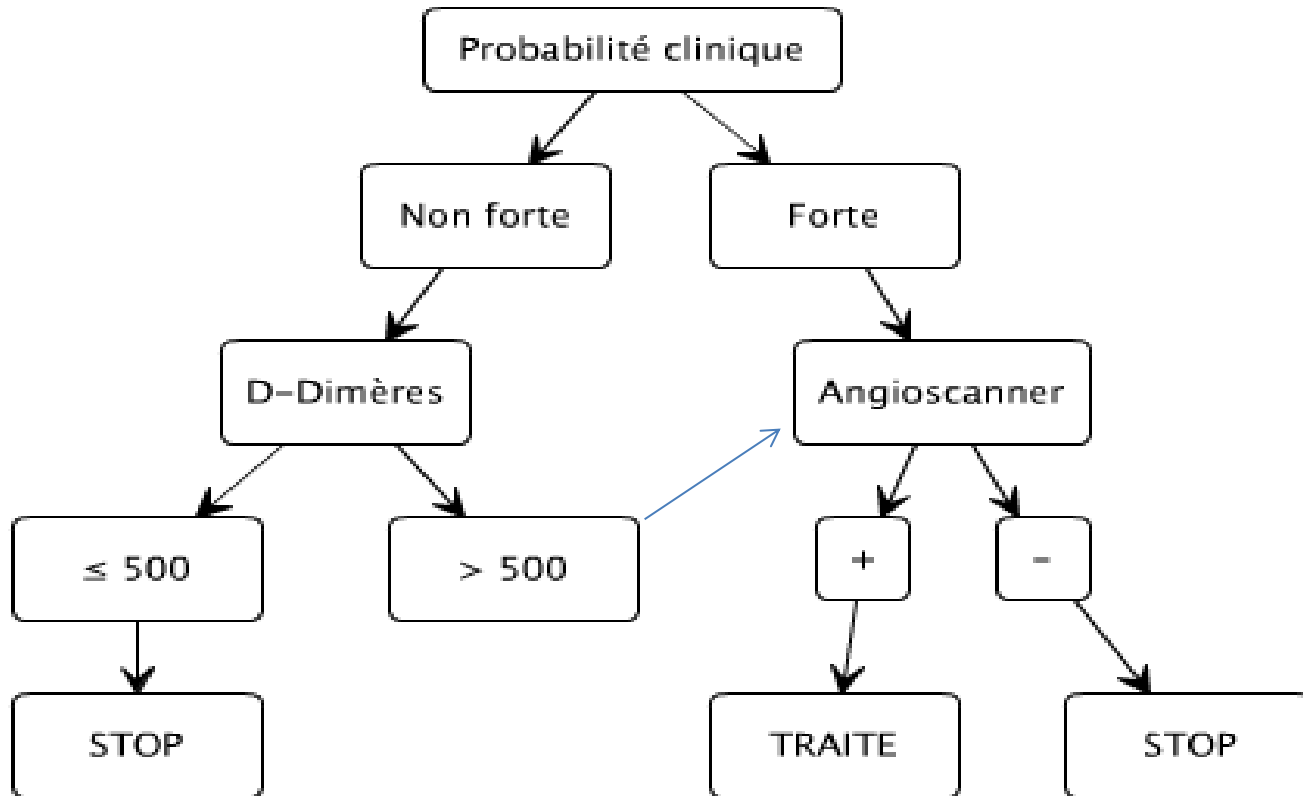 Probabilité clinique
Non forte
Forte
D-Dimères
Angioscanner
≤ 500
> 500
+
-
STOP
TRAITE
STOP